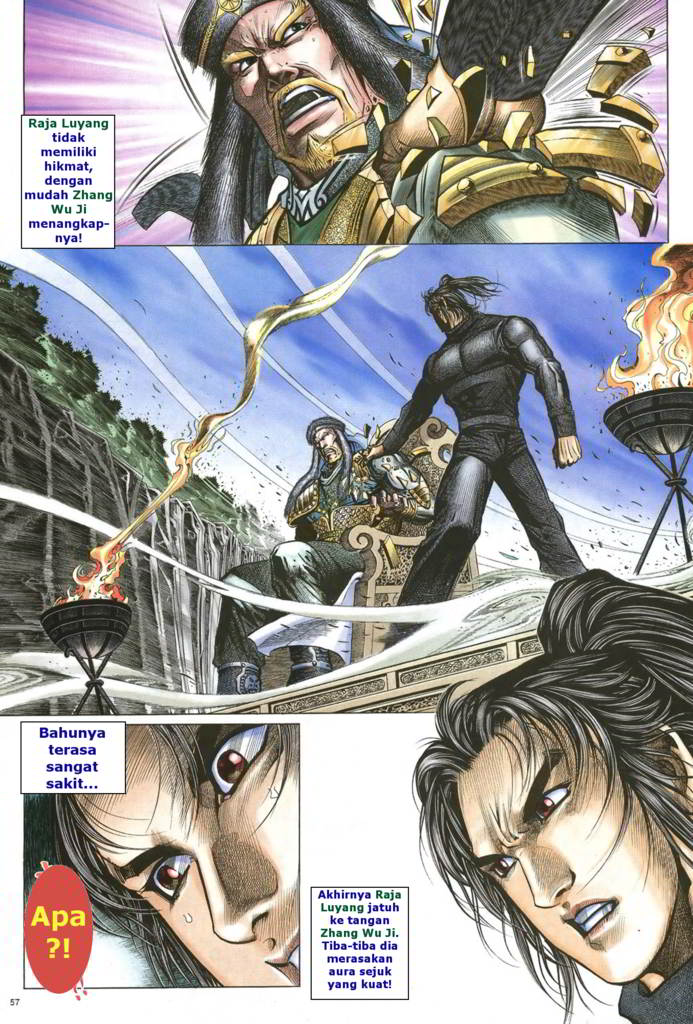 Raja Luyang
tidak
memiliki
hikmat,
dengan
mudah Zhang
Wu Ji
menangkap-
nya!
Bahunya
terasa
sangat
sakit...
Apa
?!
Akhirnya Raja
Luyang jatuh
ke tangan
Zhang Wu Ji.
Tiba-tiba dia
merasakan
aura sejuk
yang kuat!
57